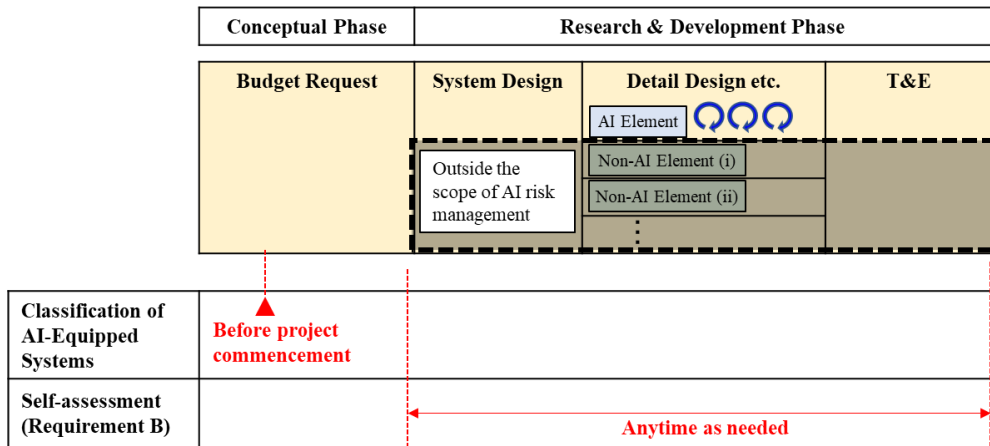 Conceptual Phase
Research & Development Phase
Budget Request
System Design
Detail Design etc.
T&E
AI Element
Outside the
scope of AI risk
management
Non-AI Element (i)
Non-AI Element (ii)
⋮
Classification of
AI-Equipped
Systems
Before project
commencement
Self-assessment
(Requirement B)
Anytime as needed